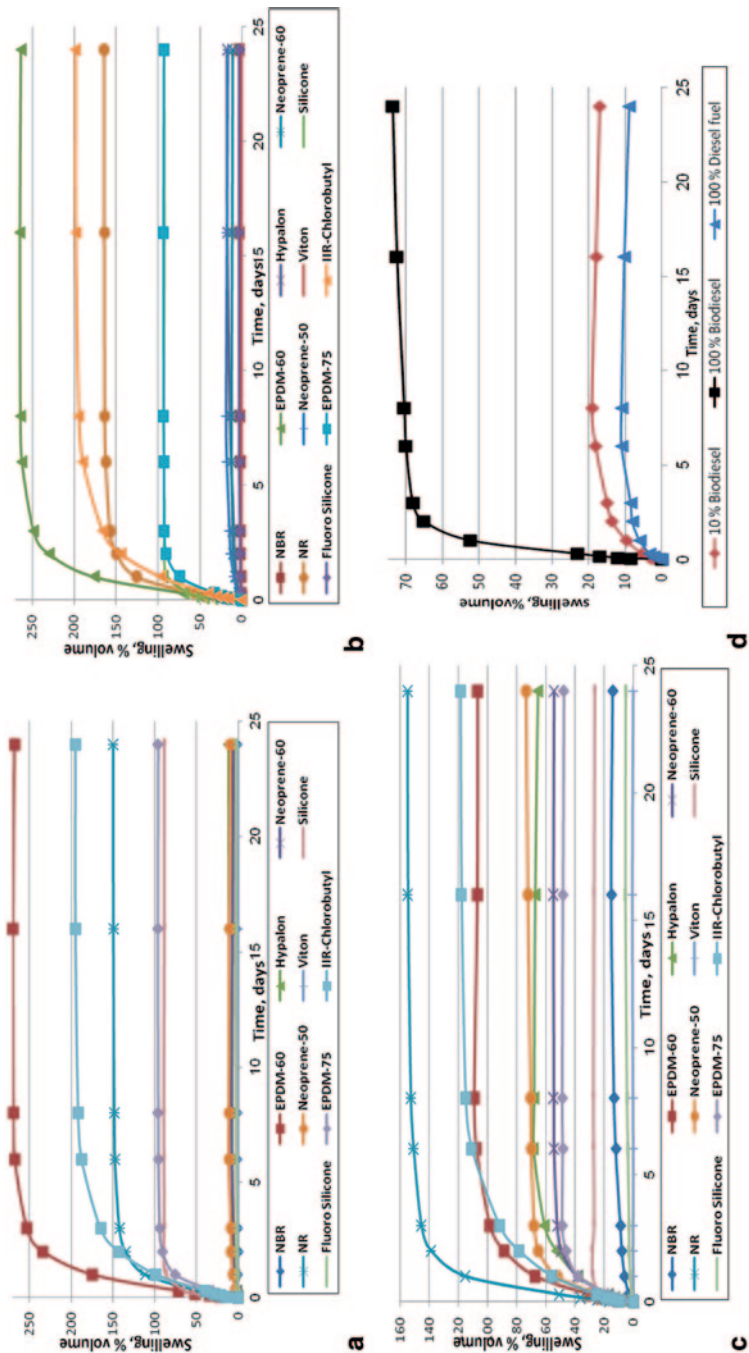 Swelling, % volume
250
200
150
100
50
0
0
5
10
15
20
25
Time, days
NBR
EPDM-60
Hypalon
Neoprene-60
NR
Neoprene-50
Viton
Silicone
Fluoro Silicone
EPDM-75
IIR-Chlorobutyl
a
Swelling, % volume
250
200
150
100
50
0
0
5
10
15
20
25
Time, days
NBR
EPDM-60
Hypalon
Neoprene-60
NR
Neoprene-50
Viton
Silicone
Fluoro Silicone
EPDM-75
IIR-Chlorobutyl
b
Swelling, % volume
160
140
120
100
80
60
40
20
0
0
5
10
15
20
25
Time, days
NBR
EPDM-60
Hypalon
Neoprene-60
NR
Neoprene-50
Viton
Silicone
Fluoro Silicone
EPDM-75
IIR-Chlorobutyl
c
swelling, %volume
70
60
50
40
30
20
10
0
0
5
10
15
20
25
Time, days
10 % Biodiesel
100 % Biodiesel
100 % Diesel fuel
d